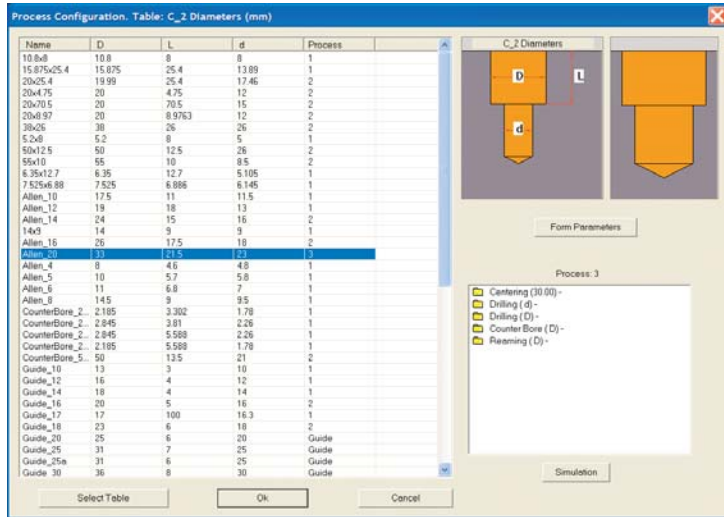 Process Configuration. Table: C_2 Diameters (mm)
Name D L d Process
10.8x8 10.8 8 8 1
15.875x25.4 15.875 25.4 13.89 1
20x25.4 19.99 25.4 17.46 2
20x4.75 20 4.75 12 2
20x70.5 20 70.5 15 2
20x8.97 20 8.9763 12 2
38x26 38 26 26 2
5.2x8 5.2 8 5 1
50x12.5 50 12.5 26 2
55x10 55 10 8.5 2
6.35x12.7 6.35 12.7 5.105 1
7.525x6.88 7.525 6.886 6.145 1
Allen_10 17.5 11 11.5 1
Allen_12 19 18 13 1
Allen_14 24 15 16 2
14x9 14 9 9 1
Allen_16 26 17.5 18 2
Allen_20 33 21.5 23 3
Allen_4 8 4.6 4.8 1
Allen_5 10 5.7 5.8 1
Allen_6 11 6.8 7 1
Allen_8 14.5 9 9.5 1
CounterBore_2... 2.185 3.302 1.78 1
CounterBore_2... 2.845 3.81 2.26 1
CounterBore_2... 2.845 5.588 2.26 1
CounterBore_2... 2.185 5.588 1.78 1
CounterBore_5... 50 13.5 21 2
Guide_10 13 3 10 1
Guide_12 16 4 12 1
Guide_14 18 4 14 1
Guide_16 20 5 16 2
Guide_17 17 100 16.3 1
Guide_18 23 6 18 2
Guide_20 25 6 20 Guide
Guide_25 31 7 25 Guide
Guide_25a 31 6 25 Guide
Guide_30 36 8 30 Guide
Select Table Ok Cancel
C_2 Diameters
D L
d
Form Parameters
Process: 3
Centering (30.00) -
Drilling (d) -
Drilling (D) -
Counter Bore (D) -
Reaming (D) -
Simulation